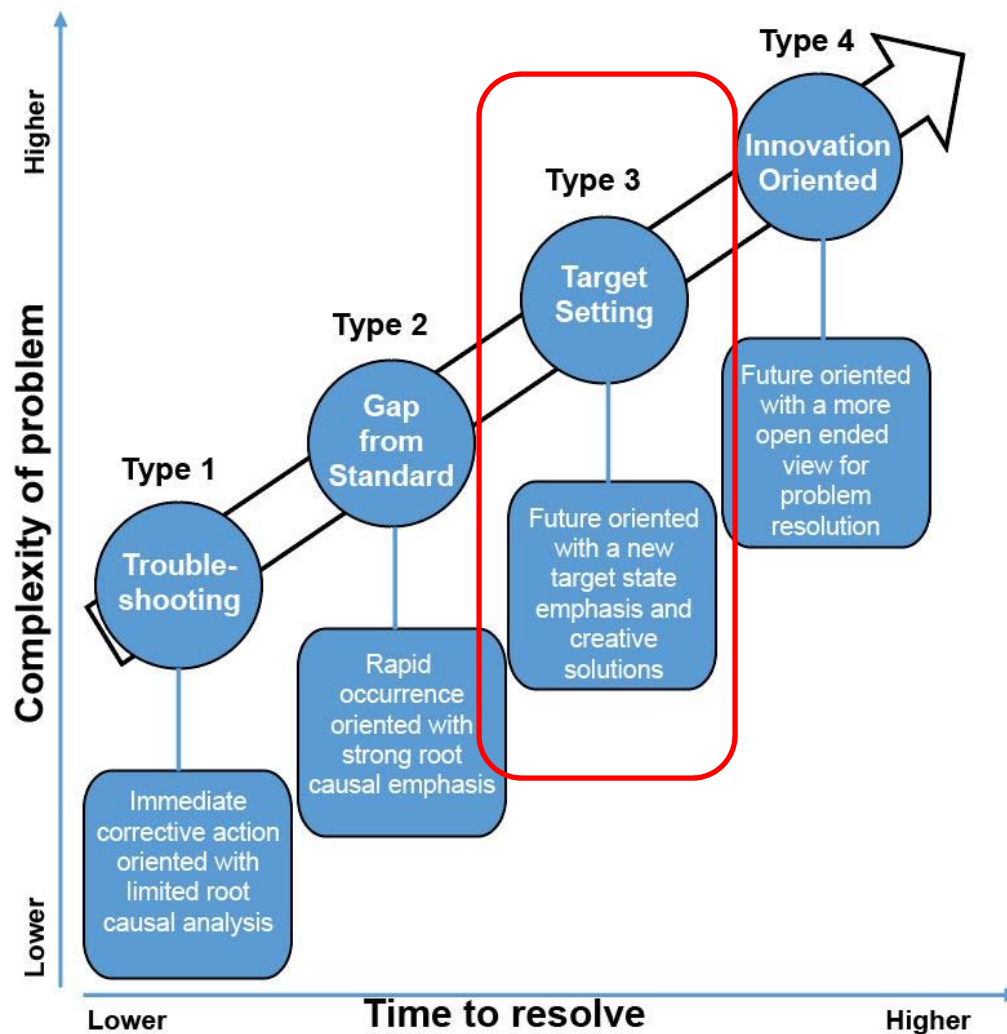 Type 4
Higher
Innovation
Oriented
Type 3
Target
Setting
Type 2
Gap
from
Standard
Future oriented
with a more
open ended
view for
problem
resolution
Type 1
Trouble-
shooting
Future oriented
with a new
target state
emphasis and
creative
solutions
Complexity of problem
Rapid
occurrence
oriented with
strong root
causal emphasis
Immediate
corrective action
oriented with
limited root
causal analysis
Lower
Lower
Time to resolve
Higher